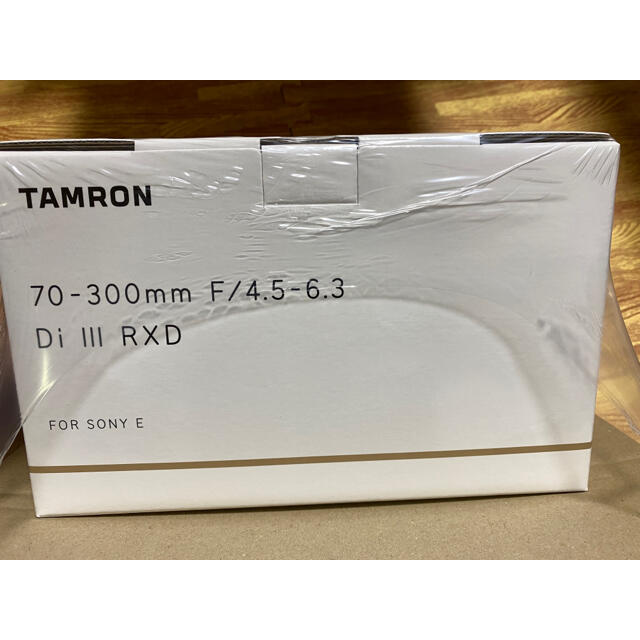 TAMRON
70-300mm F/4.5-6.3
Di III RXD
FOR SONY E